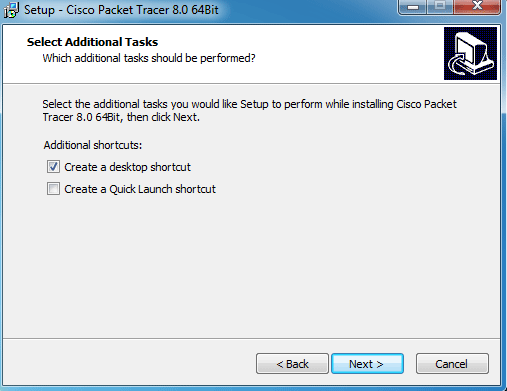 Setup - Cisco Packet Tracer 8.0 64Bit
Select Additional Tasks
Which additional tasks should be performed?
Select the additional tasks you would like Setup to perform while installing Cisco Packet
Tracer 8.0 64Bit, then click Next.
Additional shortcuts:
Create a desktop shortcut
Create a Quick Launch shortcut
< Back Next > Cancel